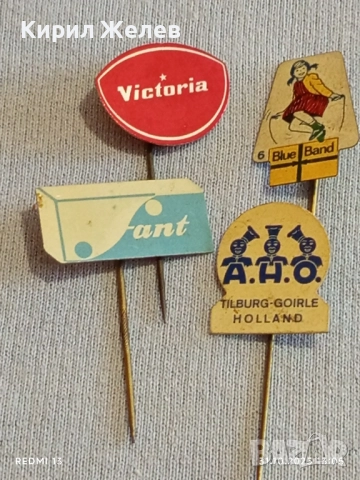 Кирил Желев
Victoria
6 Blue Band
Fant
A.H.O.
TILBURG-GOIRLE
HOLLAND
REDMI 13